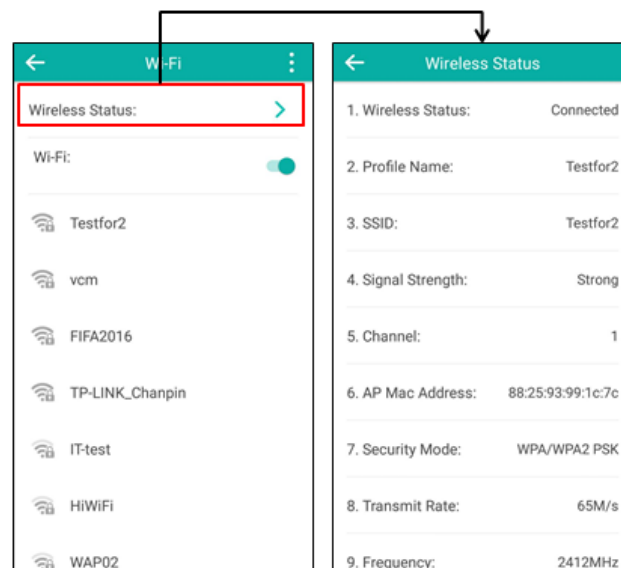 Wi-Fi
Wireless Status:
Wi-Fi:
Testfor2
vcm
FIFA2016
TP-LINK_Chanpin
IT-test
HiWiFi
WAP02
Wireless Status
1. Wireless Status: Connected
2. Profile Name: Testfor2
3. SSID: Testfor2
4. Signal Strength: Strong
5. Channel: 1
6. AP Mac Address: 88:25:93:99:1c:7c
7. Security Mode: WPA/WPA2 PSK
8. Transmit Rate: 65M/s
9. Frequency: 2412MHz